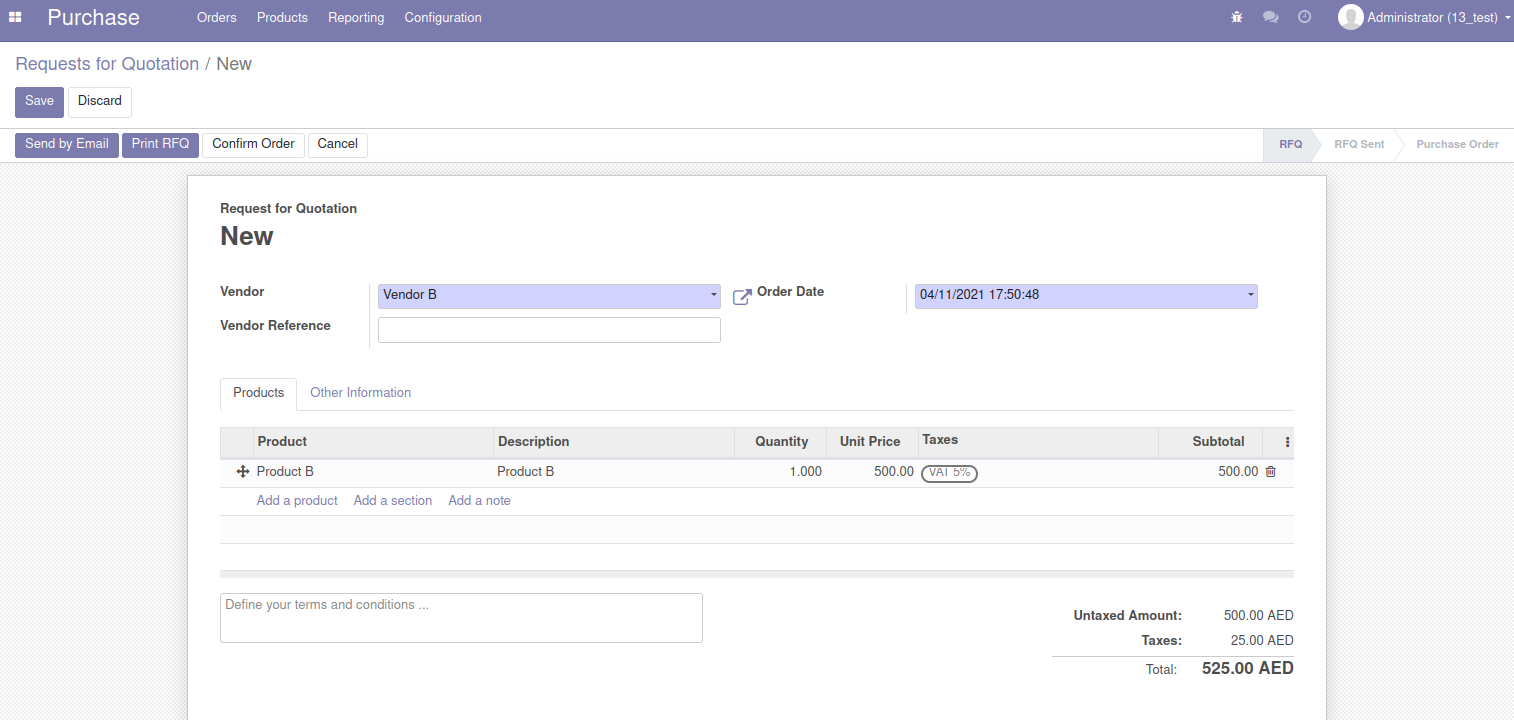 Purchase Orders Products Reporting Configuration Administrator (13_test)
Requests for Quotation / New
Save Discard
Send by Email Print RFQ Confirm Order Cancel RFQ RFQ Sent Purchase Order
Request for Quotation
New
Vendor Vendor B Order Date 04/11/2021 17:50:48
Vendor Reference
Products Other Information
Product Description Quantity Unit Price Taxes Subtotal
Product B Product B 1.000 500.00 VAT 5% 500.00
Add a product Add a section Add a note
Define your terms and conditions ...
Untaxed Amount: 500.00 AED
Taxes: 25.00 AED
Total: 525.00 AED